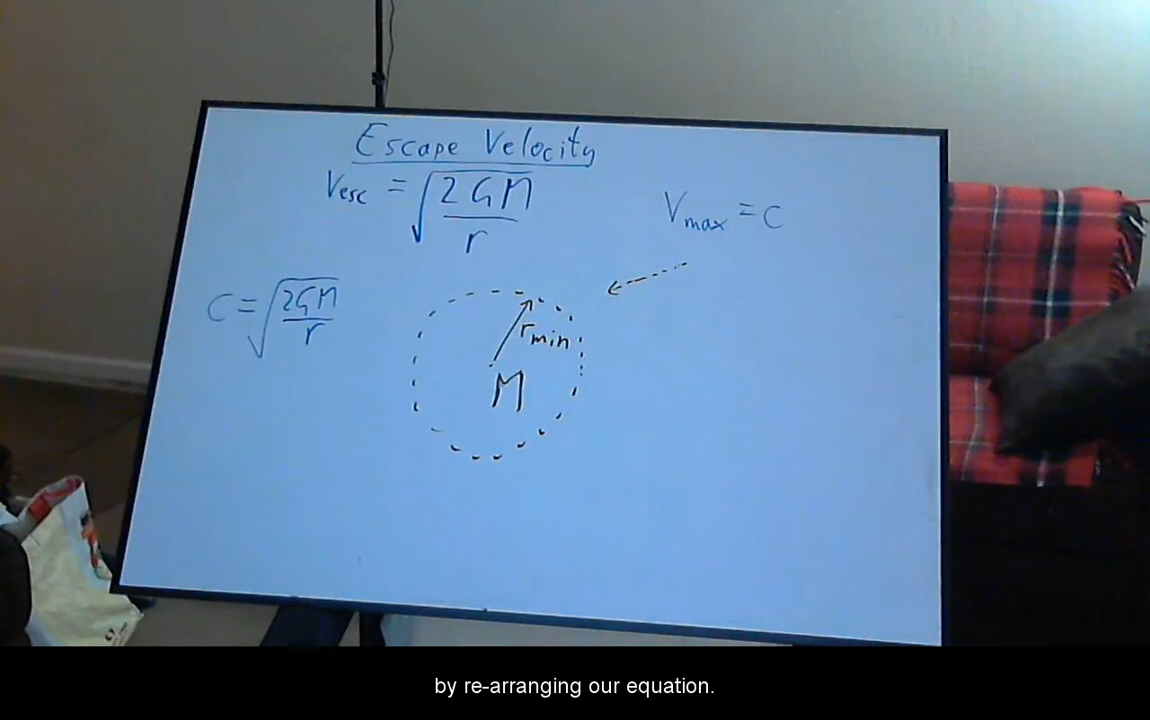 Escape Velocity
Vesc = √(2GM/r)
Vmax = c
C = √(2GM/r)
rmin
M
by re-arranging our equation.